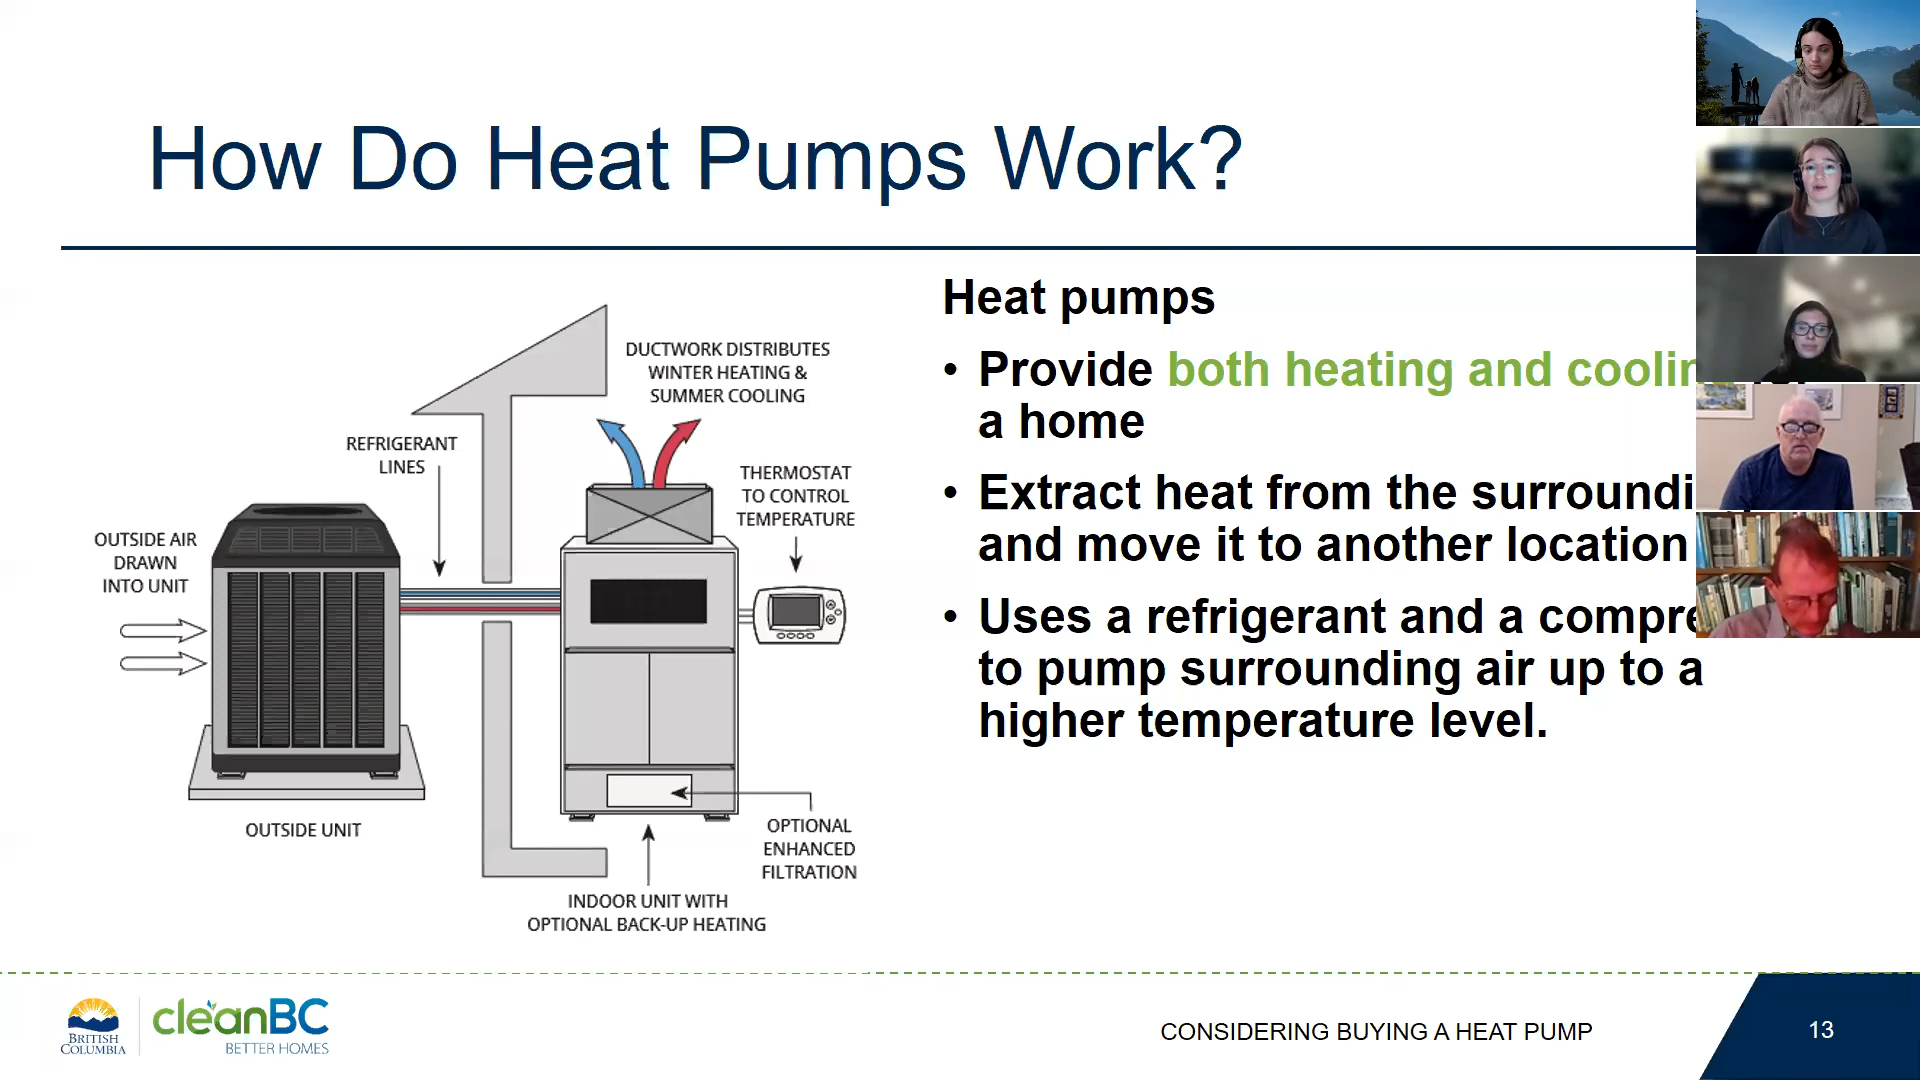 How Do Heat Pumps Work?
Heat pumps
• Provide both heating and
a home
• Extract heat from the
and move it to another location
• Uses a refrigerant and a
to pump surrounding air up to a
higher temperature level.
DUCTWORK DISTRIBUTES
WINTER HEATING &
SUMMER COOLING
REFRIGERANT
LINES
THERMOSTAT
TO CONTROL
TEMPERATURE
OUTSIDE AIR
DRAWN
INTO UNIT
OUTSIDE UNIT
OPTIONAL
ENHANCED
FILTRATION
INDOOR UNIT WITH
OPTIONAL BACK-UP HEATING
BRITISH
COLUMBIA
cleanBC
BETTER HOMES
CONSIDERING BUYING A HEAT PUMP
13